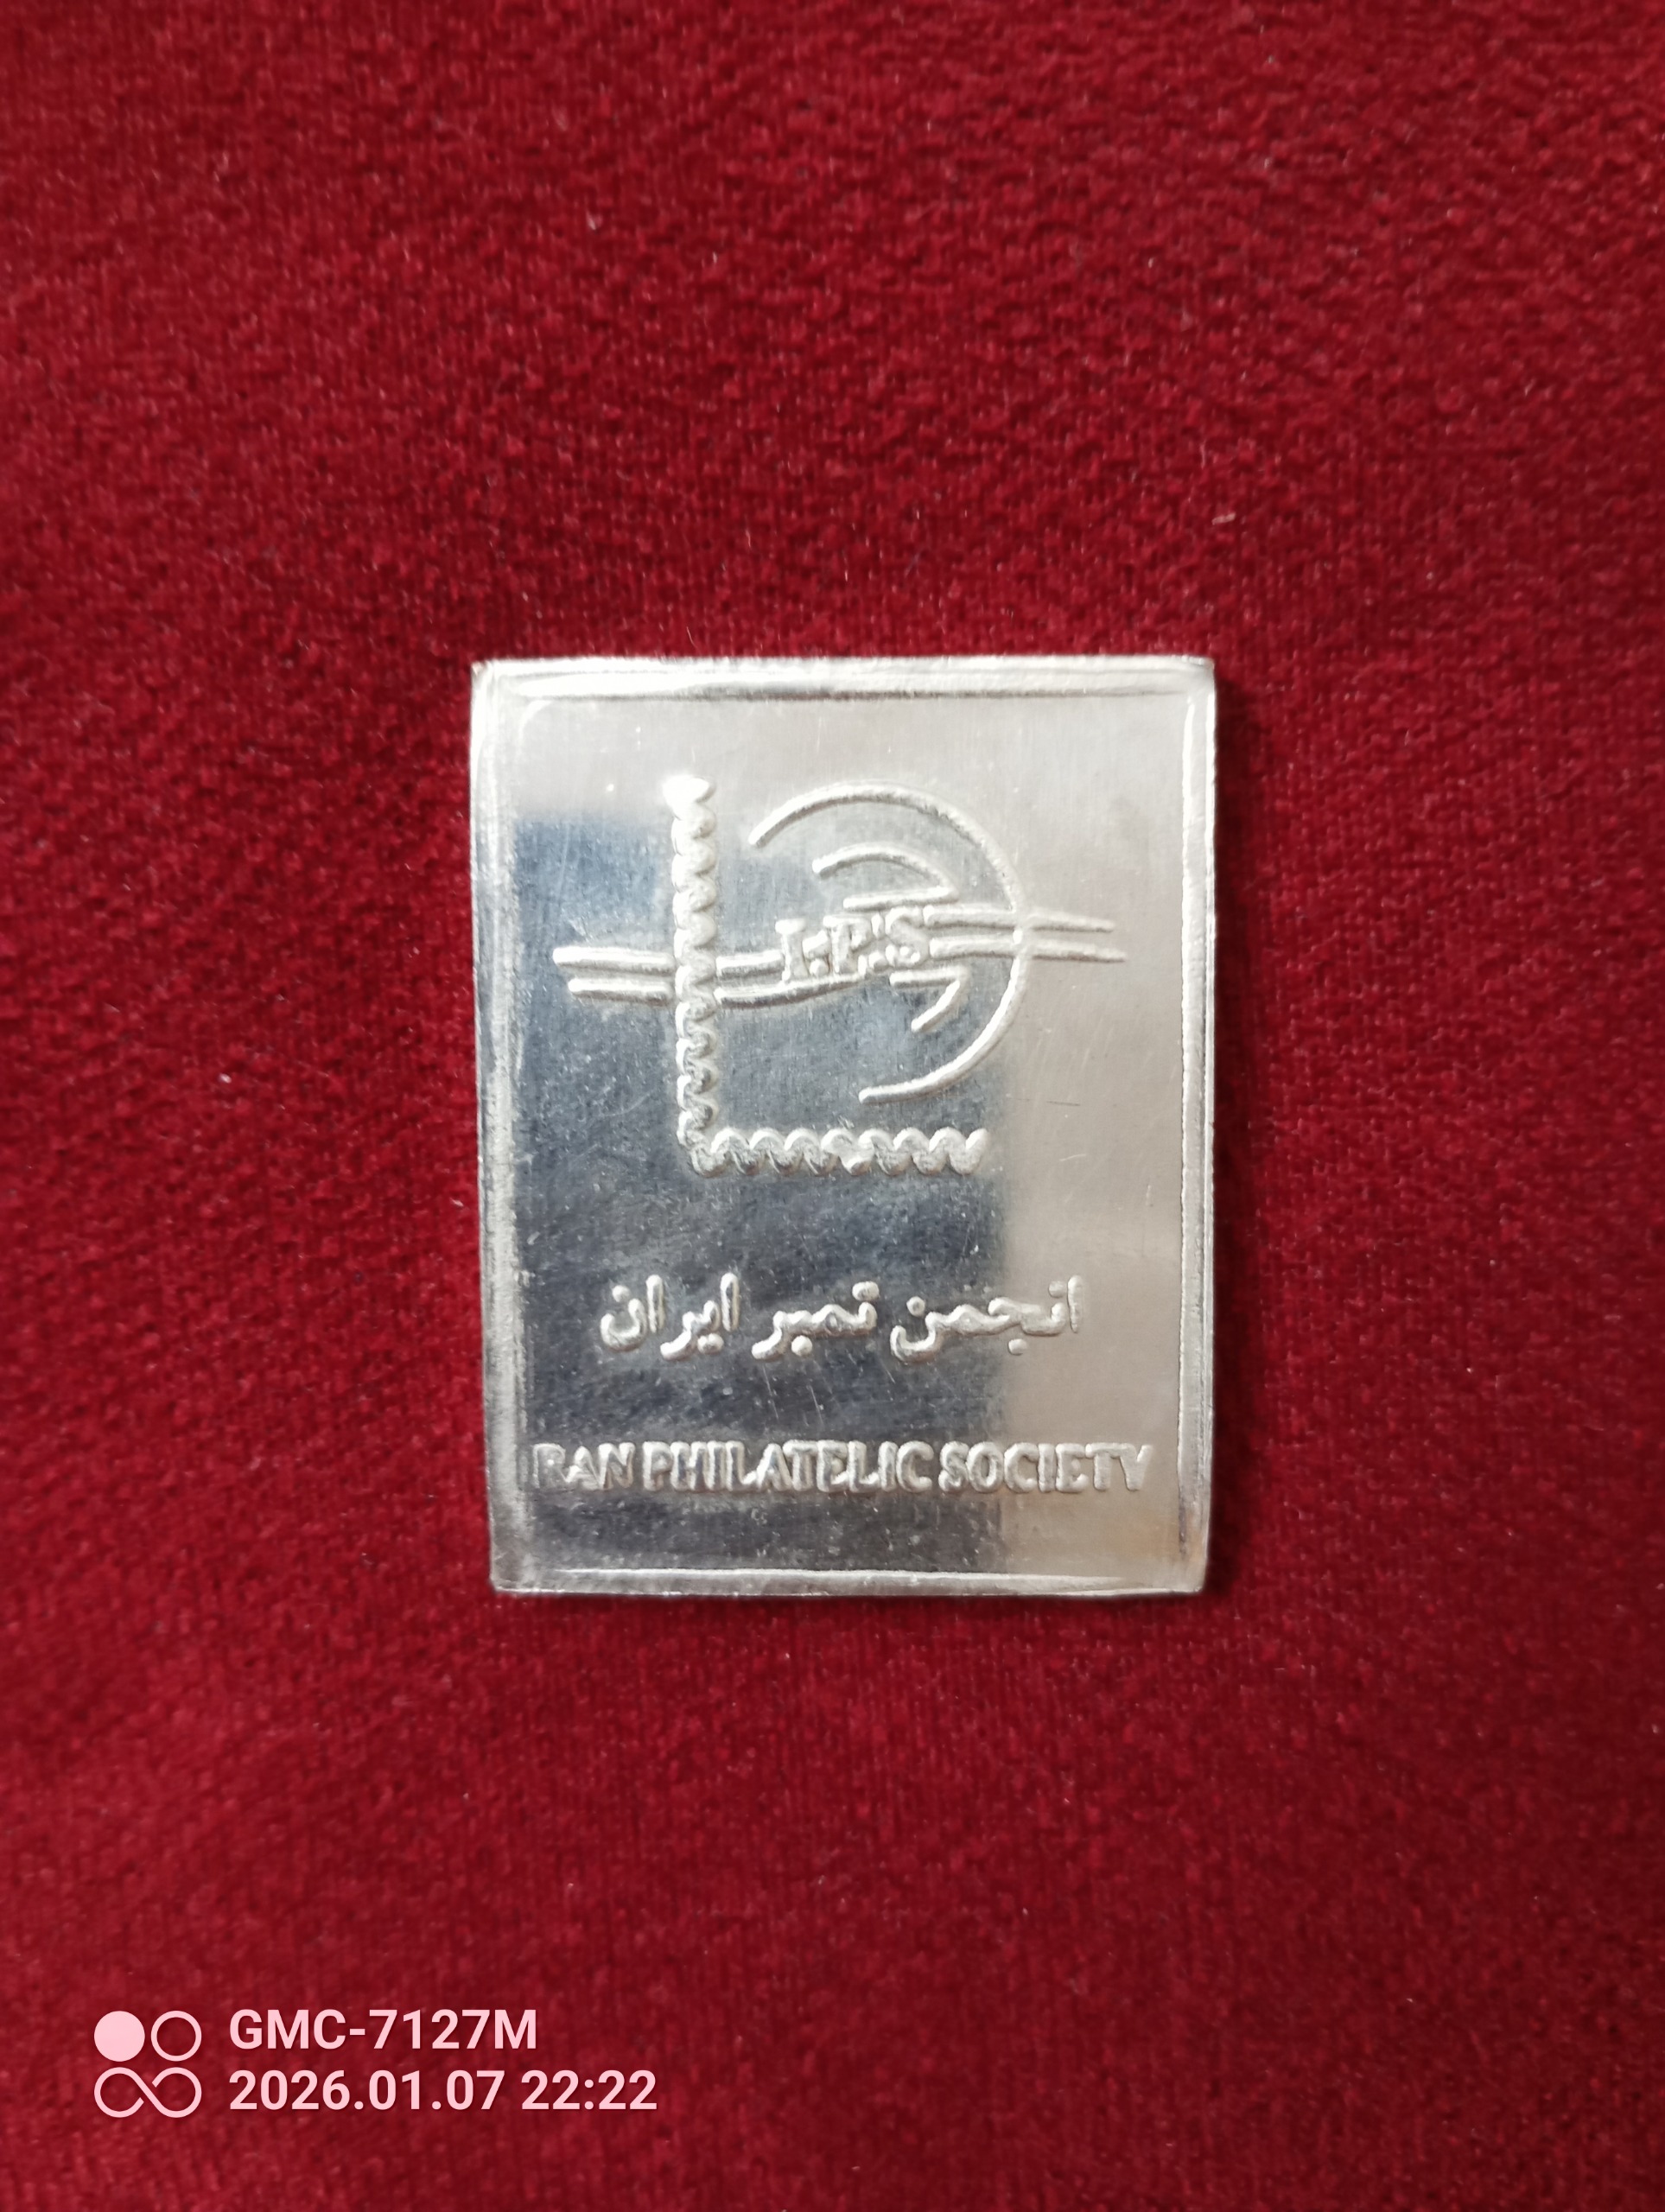 I.P.S
انجمن تمبر ایران
IRAN PHILATELIC SOCIETY
GMC-7127M
2026.01.07 22:22